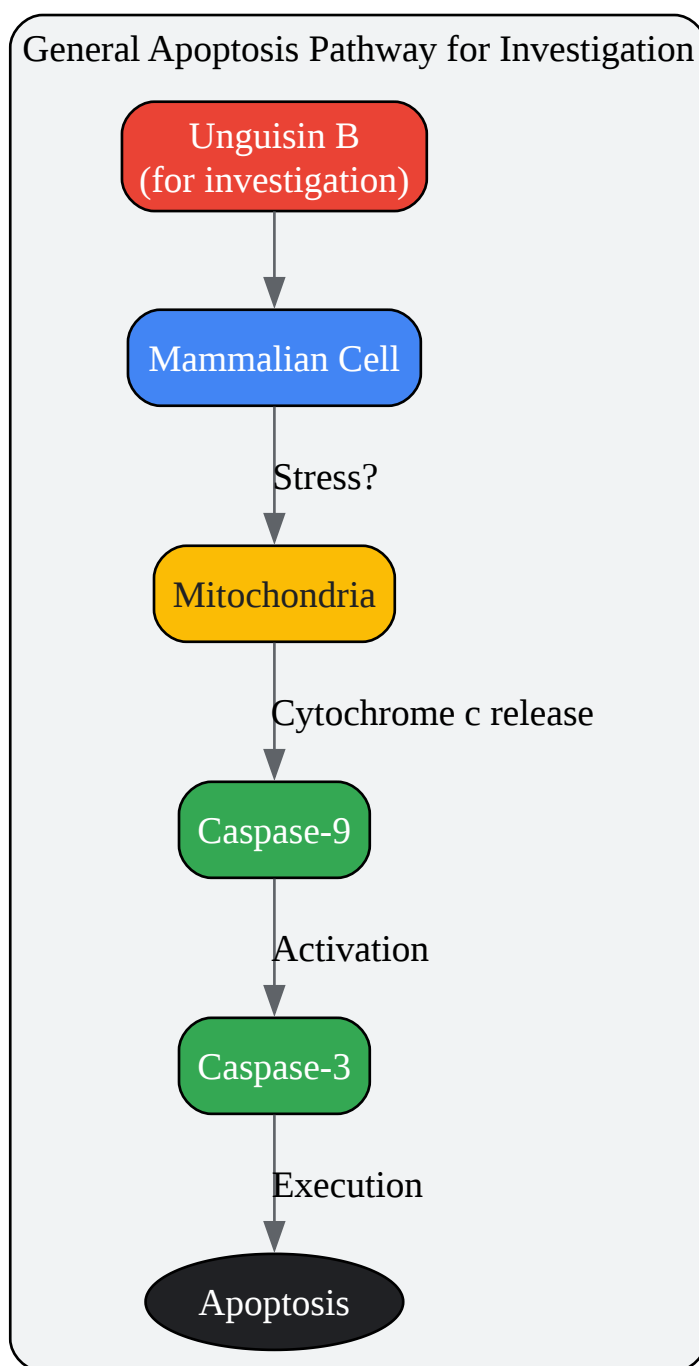 General Apoptosis Pathway for Investigation
Unguisin B
(for investigation)
Mammalian Cell
Stress?
Mitochondria
Cytochrome c release
Caspase-9
Activation
Caspase-3
Execution
Apoptosis